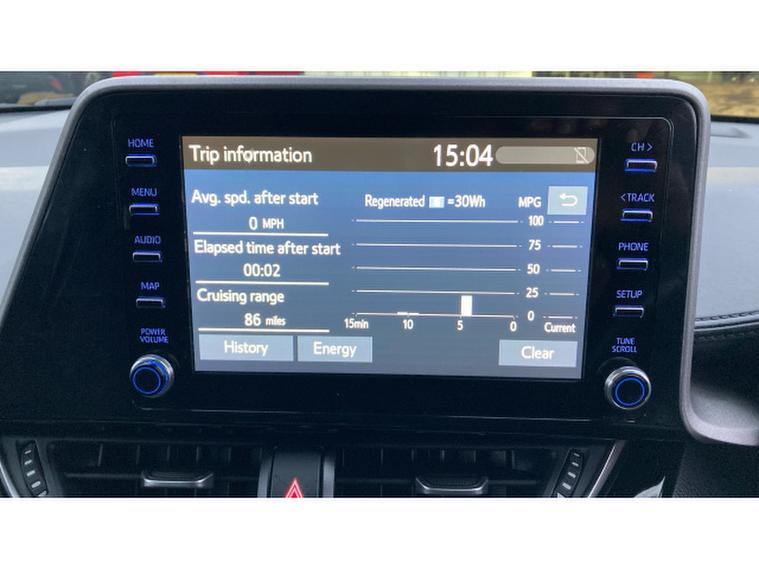 HOME
MENU
AUDIO
MAP
POWER
VOLUME
Trip information 15:04
Avg. spd. after start
0 MPH
Elapsed time after start
00:02
Cruising range
86 miles
Regenerated =30Wh MPG
100
75
50
25
0
15min 10 5 0 Current
History Energy Clear
CH >
<TRACK
PHONE
SETUP
TUNE
SCROLL